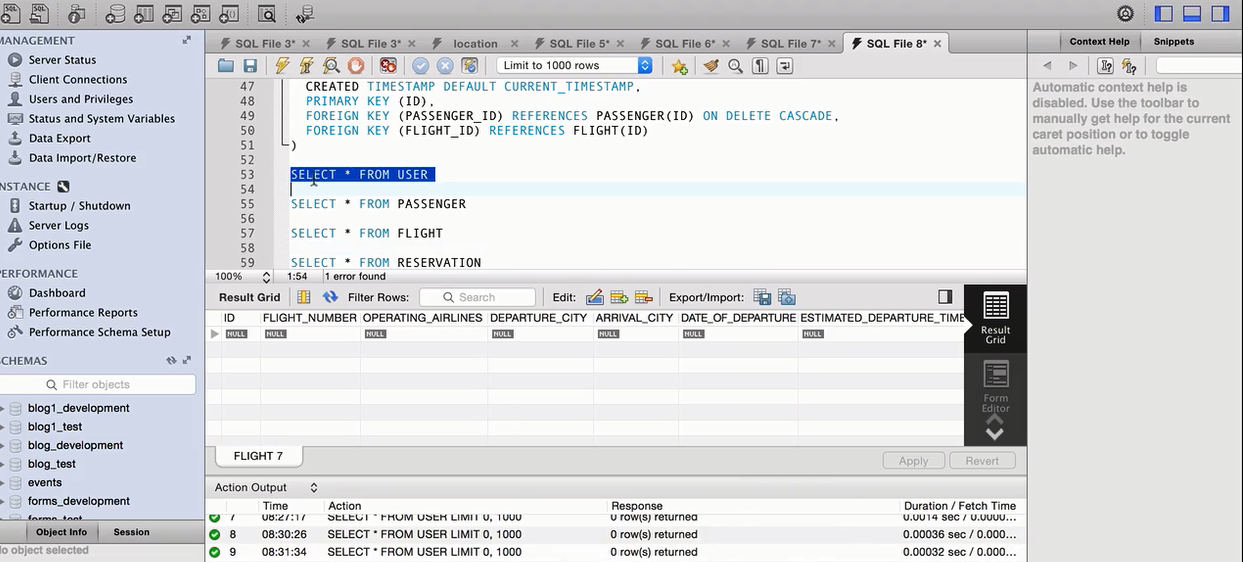 MANAGEMENT
Server Status
Client Connections
Users and Privileges
Status and System Variables
Data Export
Data Import/Restore
INSTANCE
Startup / Shutdown
Server Logs
Options File
PERFORMANCE
Dashboard
Performance Reports
Performance Schema Setup
SCHEMAS
Filter objects
blog1_development
blog1_test
blog_development
blog_test
events
forms_development
forms_test
Object Info Session
No object selected
SQL File 3* SQL File 3* location SQL File 5* SQL File 6* SQL File 7* SQL File 8*
Limit to 1000 rows
47 CREATED TIMESTAMP DEFAULT CURRENT_TIMESTAMP,
48 PRIMARY KEY (ID),
49 FOREIGN KEY (PASSENGER_ID) REFERENCES PASSENGER(ID) ON DELETE CASCADE,
50 FOREIGN KEY (FLIGHT_ID) REFERENCES FLIGHT(ID)
51 )
52
53 SELECT * FROM USER
54
55 SELECT * FROM PASSENGER
56
57 SELECT * FROM FLIGHT
58
59 SELECT * FROM RESERVATION
100% 1:54 1 error found
Result Grid Filter Rows: Search Edit: Export/Import:
ID FLIGHT_NUMBER OPERATING_AIRLINES DEPARTURE_CITY ARRIVAL_CITY DATE_OF_DEPARTURE ESTIMATED_DEPARTURE_TIME
NULL NULL NULL NULL NULL NULL NULL
Result Grid
Form Editor
FLIGHT 7 Apply Revert
Action Output
Time Action Response Duration / Fetch Time
7 08:27:17 SELECT * FROM USER LIMIT 0, 1000 0 row(s) returned 0.0014 sec / 0.0000...
8 08:30:26 SELECT * FROM USER LIMIT 0, 1000 0 row(s) returned 0.00036 sec / 0.000...
9 08:31:34 SELECT * FROM USER LIMIT 0, 1000 0 row(s) returned 0.00032 sec / 0.000...
Context Help Snippets
Automatic context help is
disabled. Use the toolbar to
manually get help for the current
caret position or to toggle
automatic help.